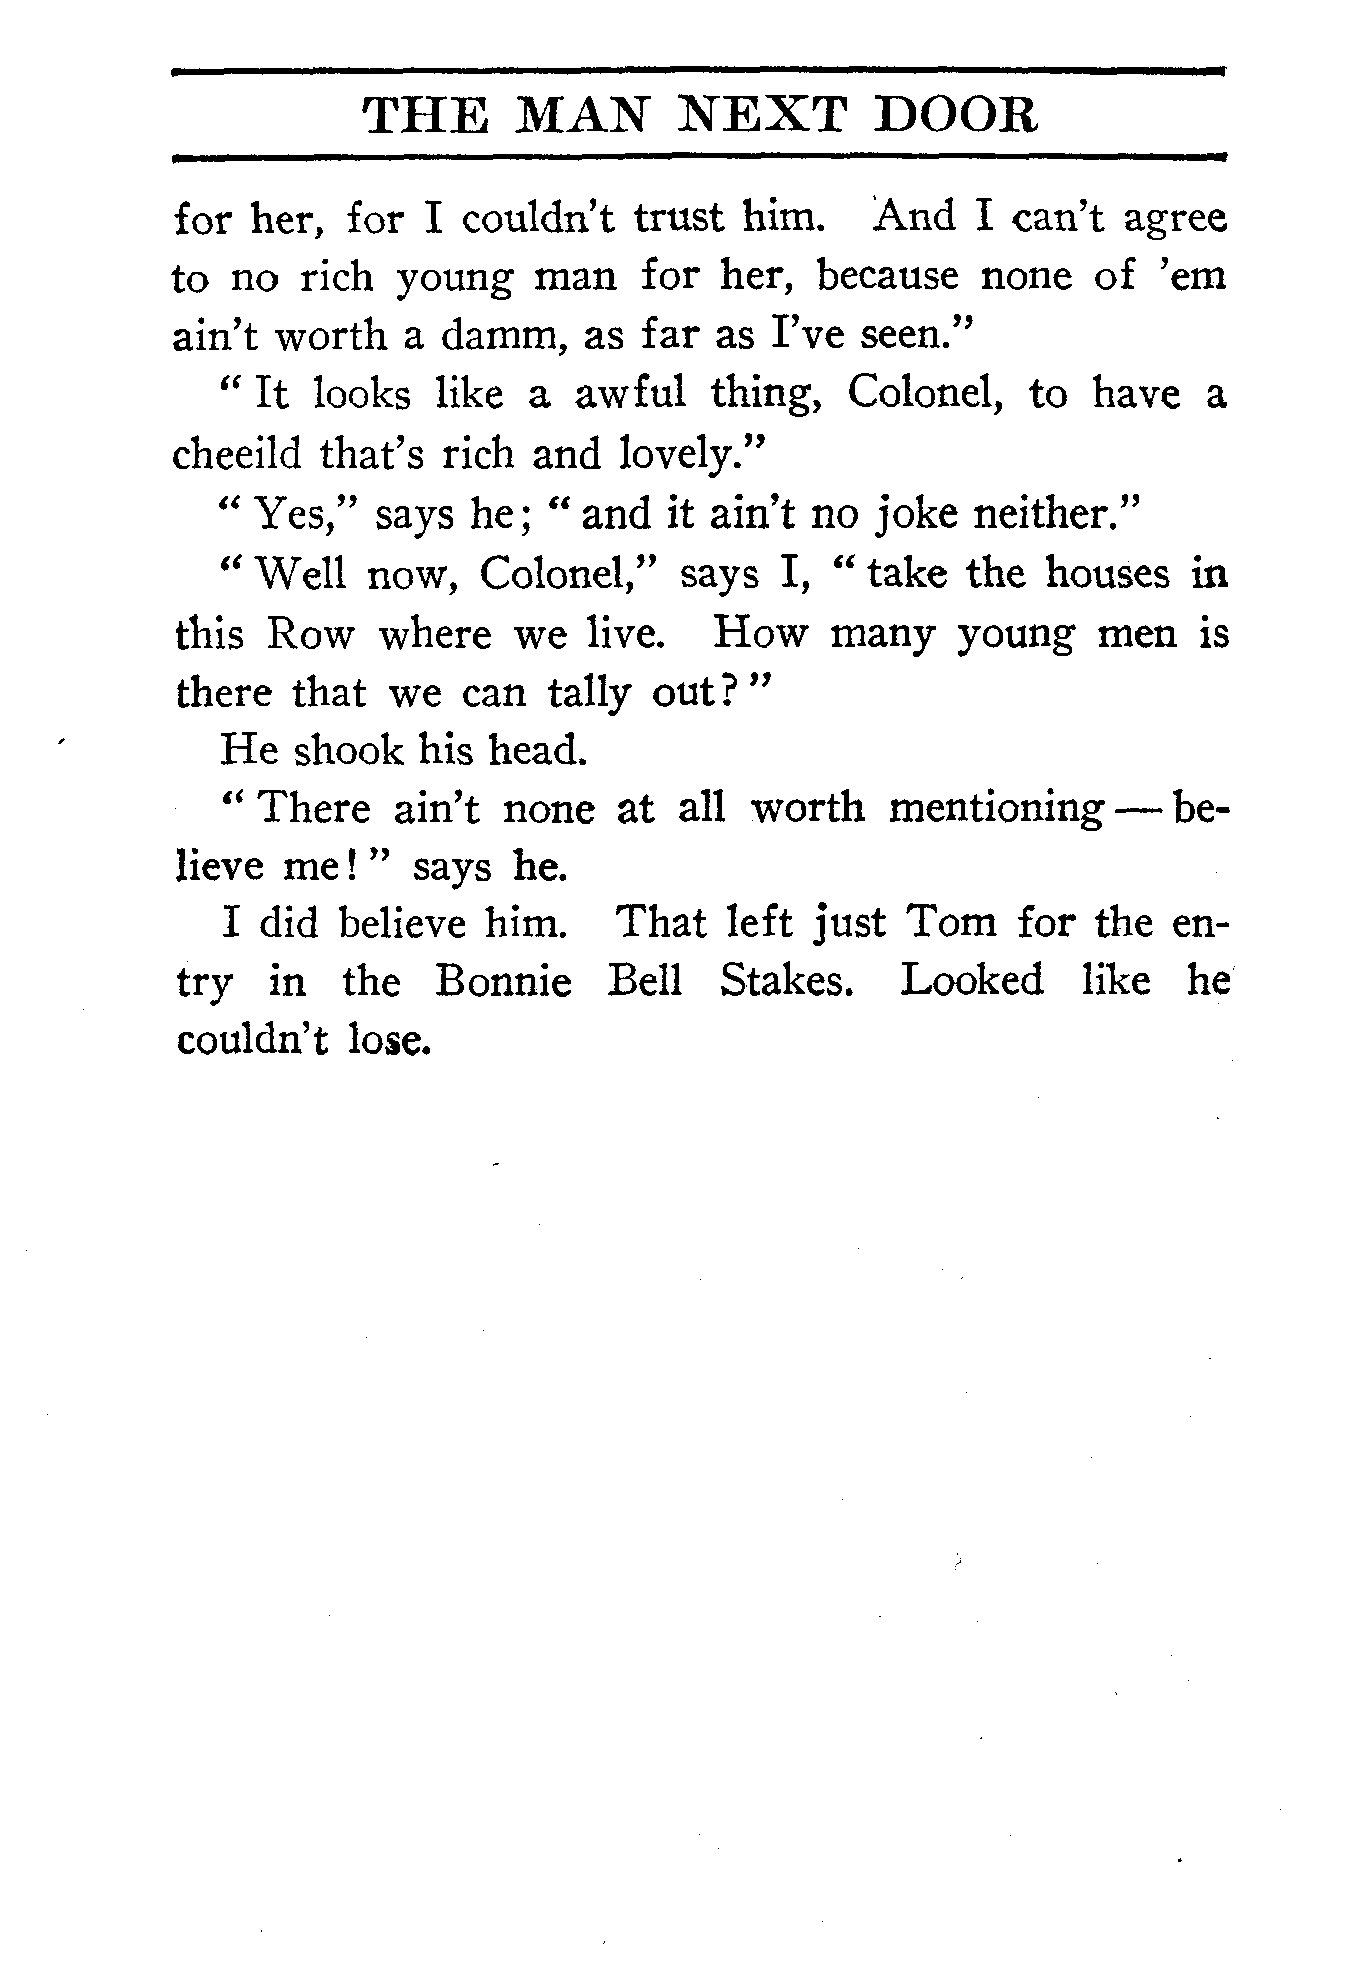 THE MAN NEXT DOOR
for her, for I couldn't trust him. And I can't agree
to no rich young man for her, because none of 'em
ain't worth a damm, as far as I've seen."
" It looks like a awful thing, Colonel, to have a
cheeild that's rich and lovely."
" Yes," says he; " and it ain't no joke neither."
" Well now, Colonel," says I, " take the houses in
this Row where we live. How many young men is
there that we can tally out? "
He shook his head.
" There ain't none at all worth mentioning — be-
lieve me! " says he.
I did believe him. That left just Tom for the en-
try in the Bonnie Bell Stakes. Looked like he
couldn't lose.